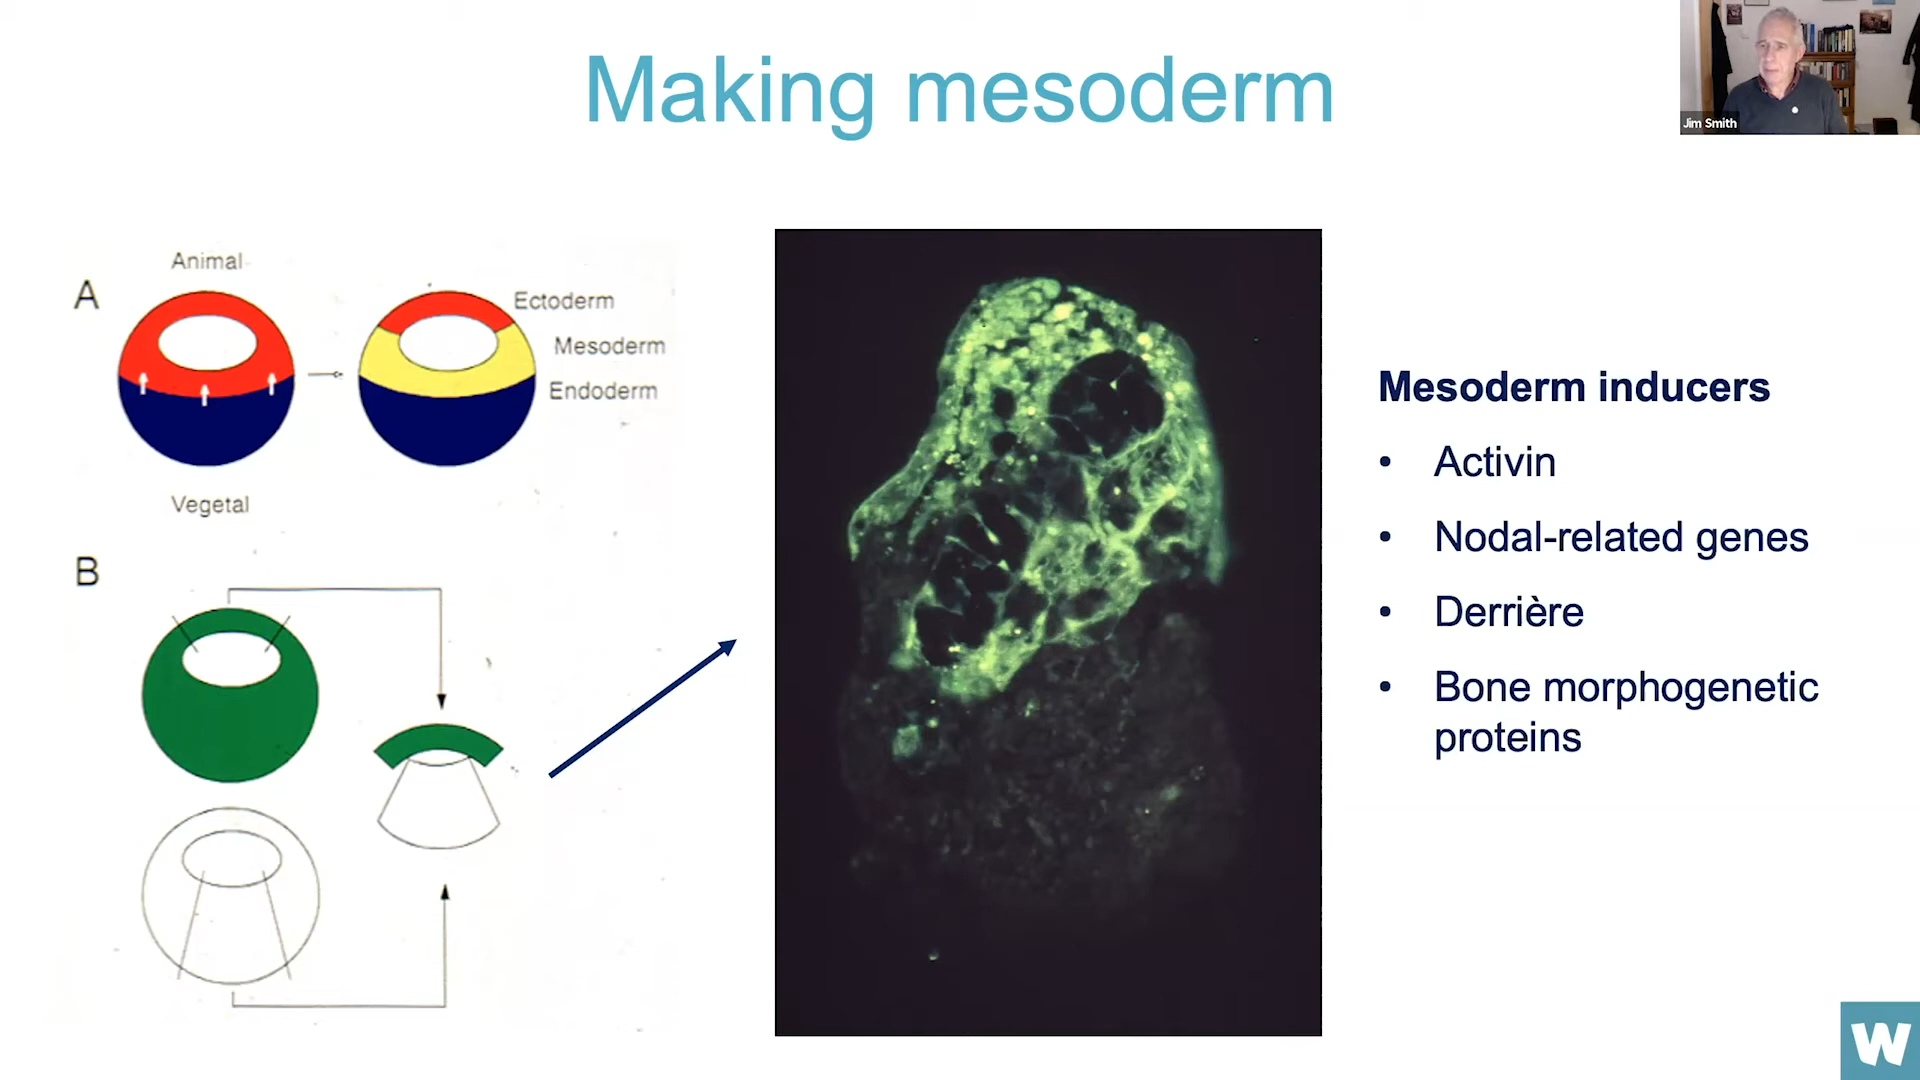 Making mesoderm
Jim Smith
A
Animal
Ectoderm
Mesoderm
Endoderm
Vegetal
B
Mesoderm inducers
• Activin
• Nodal-related genes
• Derrière
• Bone morphogenetic
proteins
W